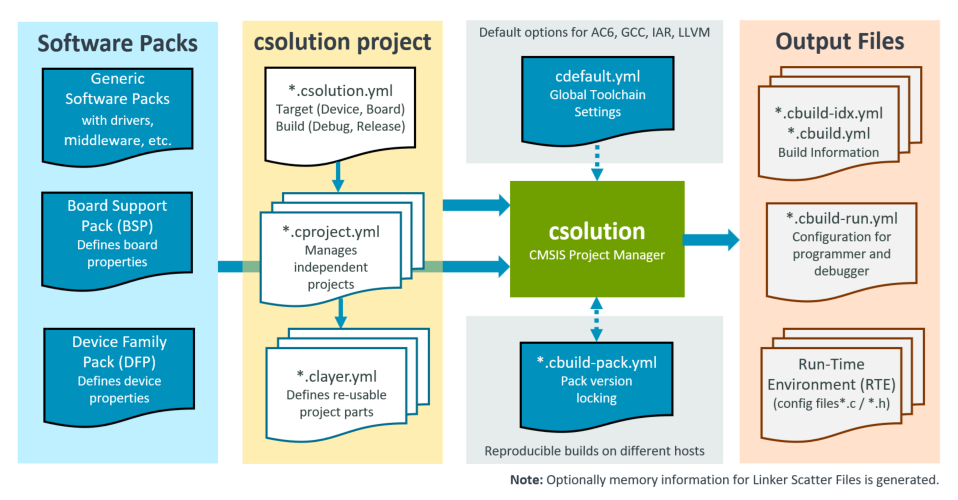 Software Packs
Generic
Software Packs
with drivers,
middleware, etc.
Board Support
Pack (BSP)
Defines board
properties
Device Family
Pack (DFP)
Defines device
properties
csolution project
*.csolution.yml
Target (Device, Board)
Build (Debug, Release)
*.cproject.yml
Manages
independent
projects
*.clayer.yml
Defines re-usable
project parts
Default options for AC6, GCC, IAR, LLVM
cdefault.yml
Global Toolchain
Settings
csolution
CMSIS Project Manager
*.cbuild-pack.yml
Pack version
locking
Reproducible builds on different hosts
Output Files
*.cbuild-idx.yml
*.cbuild.yml
Build Information
*.cbuild-run.yml
Configuration for
programmer and
debugger
Run-Time
Environment (RTE)
(config files*.c / *.h)
Note: Optionally memory information for Linker Scatter Files is generated.